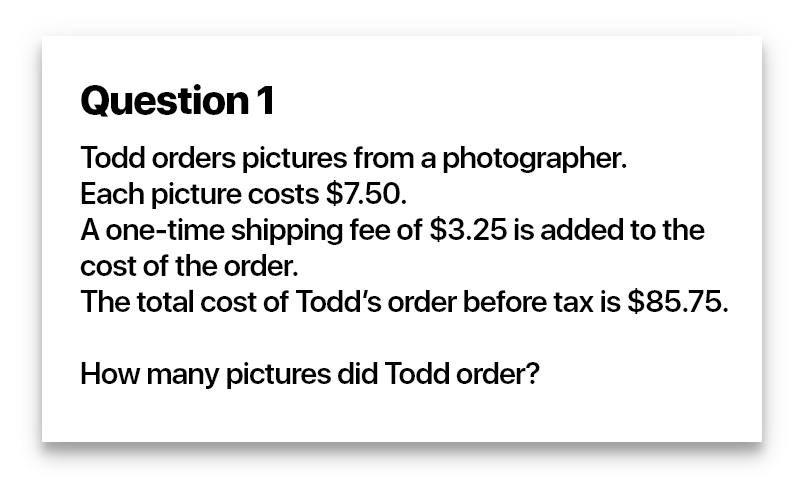 Question 1
Todd orders pictures from a photographer.
Each picture costs $7.50.
A one-time shipping fee of $3.25 is added to the
cost of the order.
The total cost of Todd’s order before tax is $85.75.
How many pictures did Todd order?